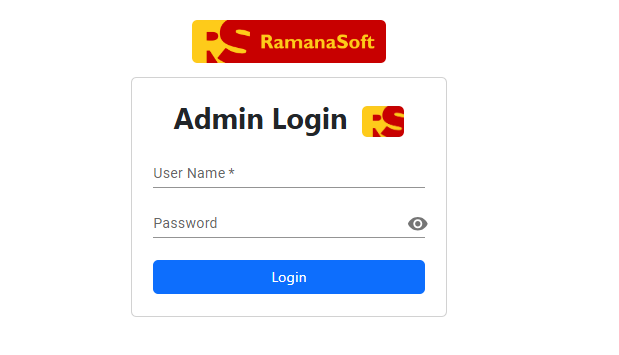 RS RamanaSoft
Admin Login RS
User Name *
Password
Login